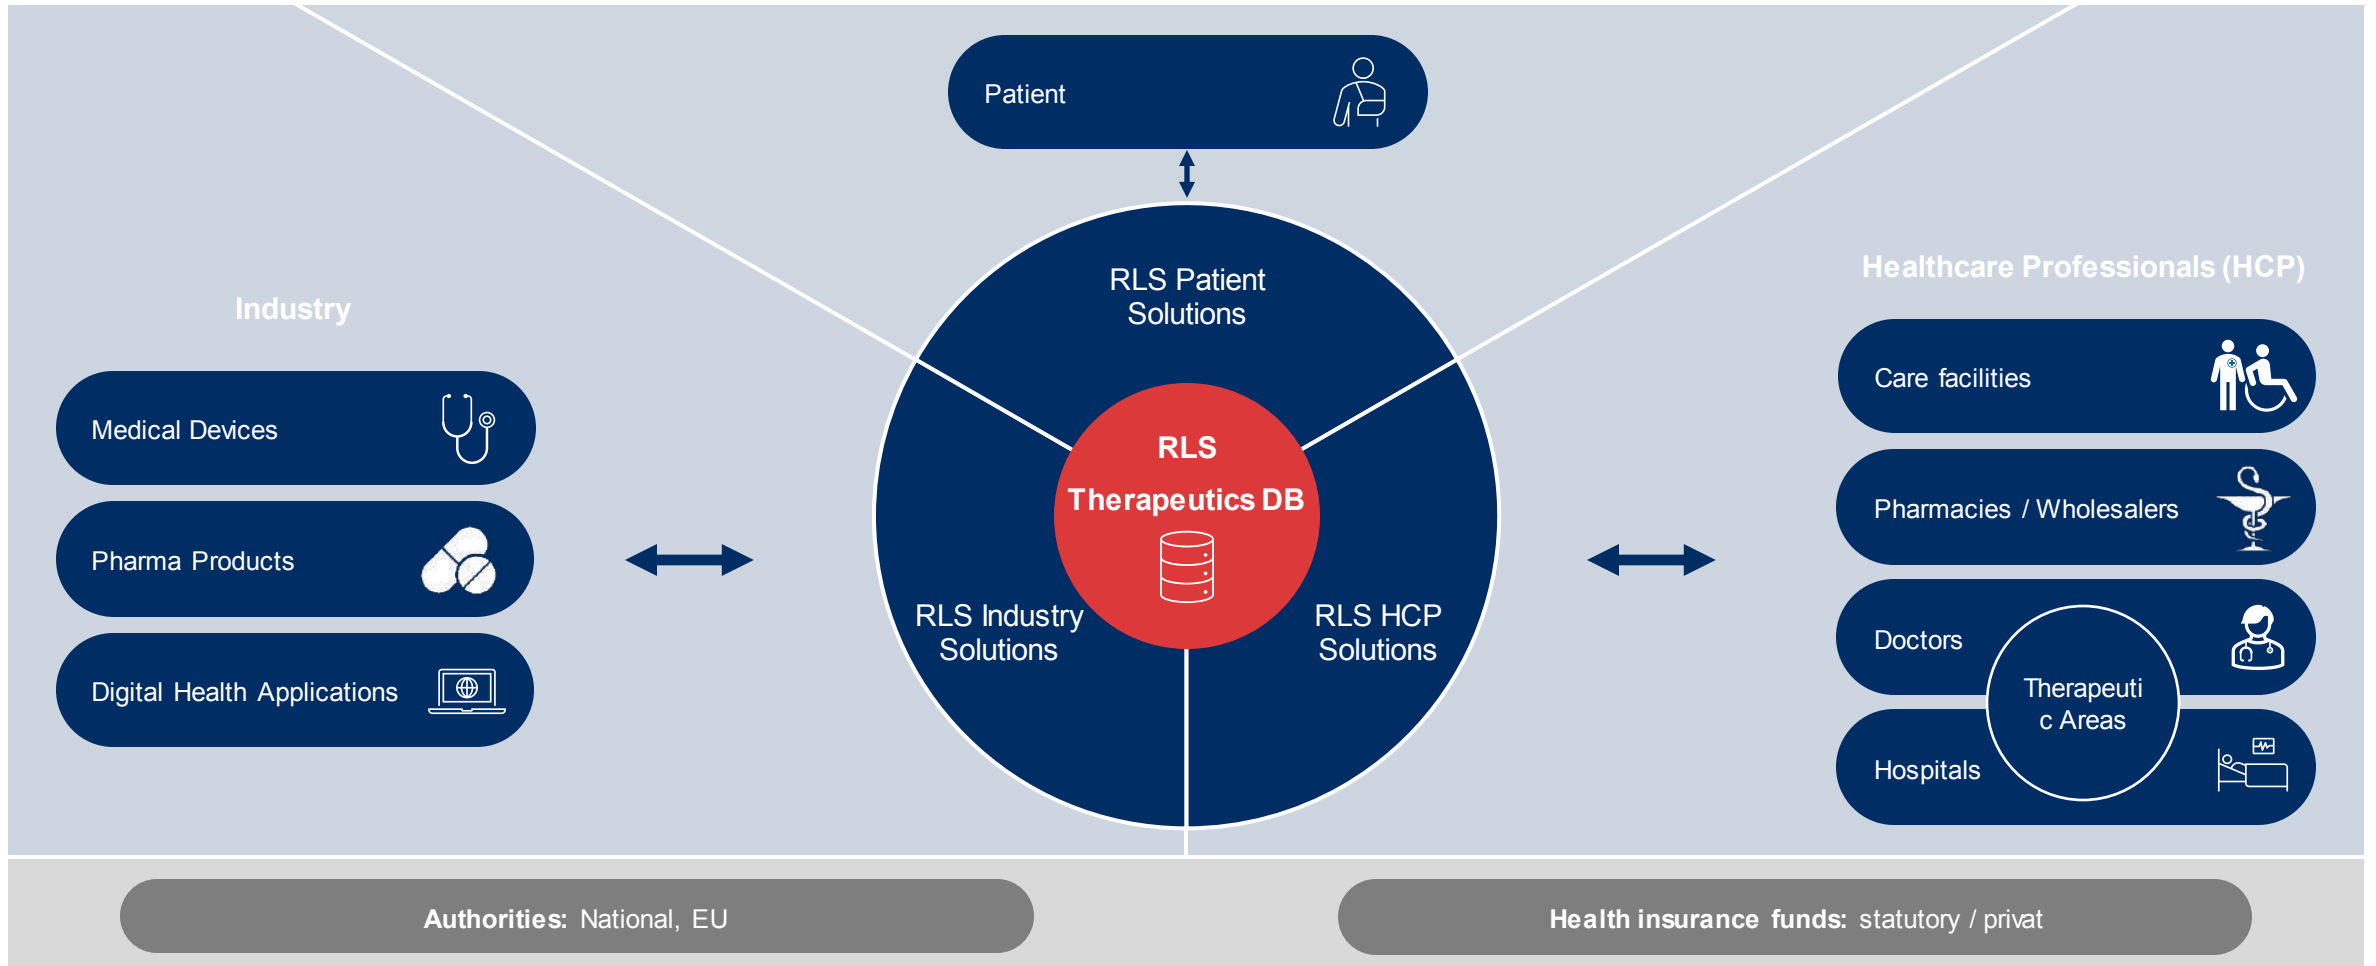 Patient
RLS Patient
Solutions
Industry
Medical Devices
Pharma Products
Digital Health Applications
RLS
Therapeutics DB
RLS Industry
Solutions
RLS HCP
Solutions
Healthcare Professionals (HCP)
Care facilities
Pharmacies / Wholesalers
Doctors
Therapeuti
c Areas
Hospitals
Authorities: National, EU
Health insurance funds: statutory / privat